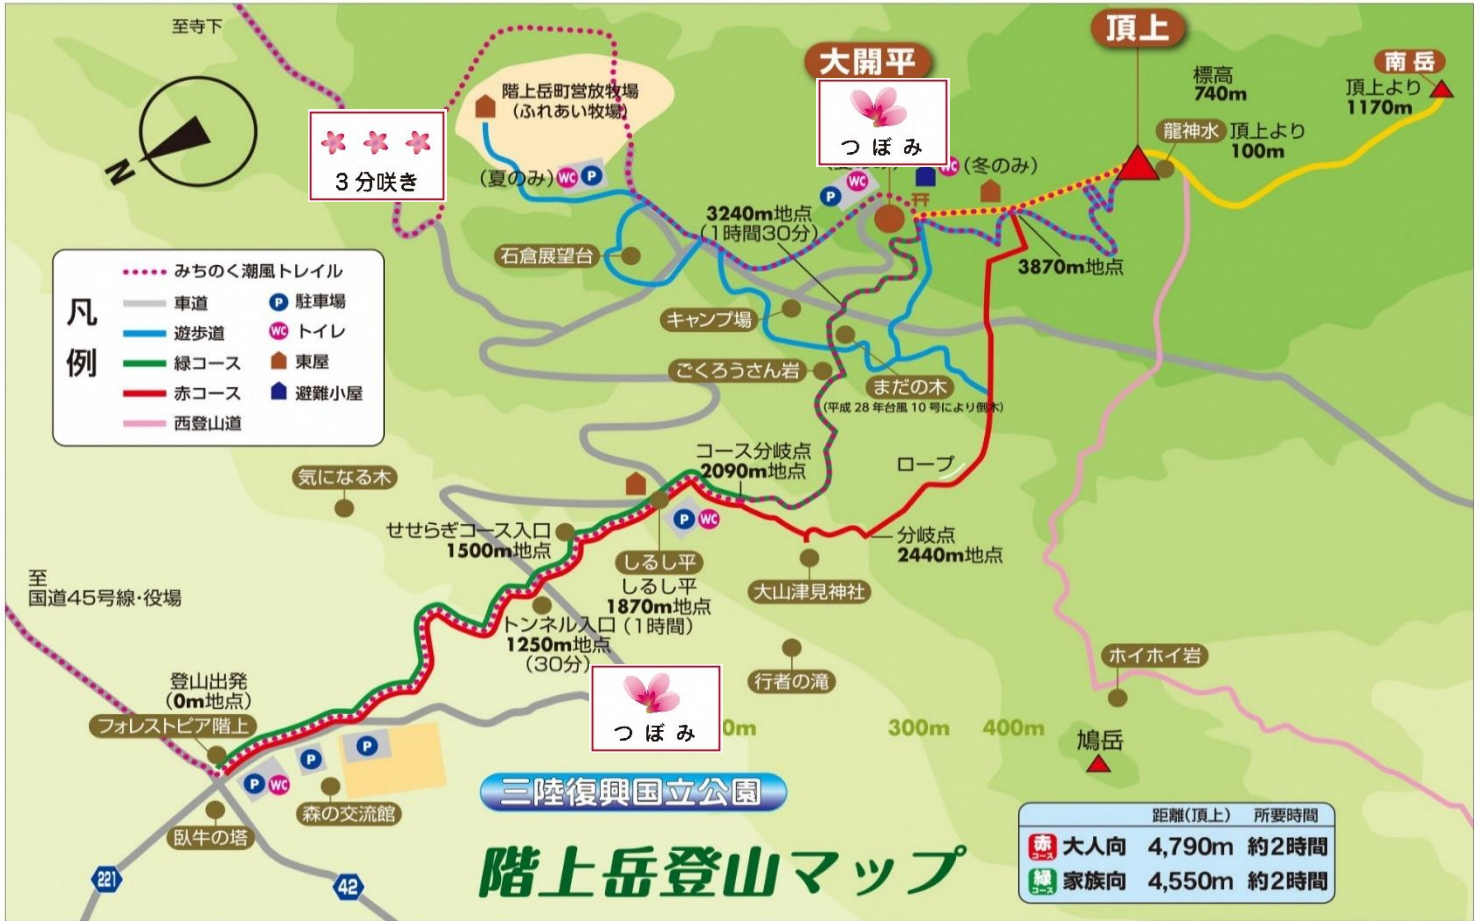 至寺下
頂上
大開平
南岳
標高
740m
頂上より
1170m
階上岳町営放牧場
(ふれあい牧場)
つぼみ
3分咲き
龍神水
頂上より
100m
N
(夏のみ)
WC
P
P
WC
WC
(冬のみ)
3240m地点
(1時間30分)
石倉展望台
3870m地点
凡例
みちのく潮風トレイル
車道
P 駐車場
遊歩道
WC トイレ
緑コース
東屋
赤コース
避難小屋
西登山道
キャンプ場
ごくろうさん岩
まだの木
(平成28年台風10号により倒木)
コース分岐点
2090m地点
ロープ
気になる木
せせらぎコース入口
1500m地点
P
WC
分岐点
2440m地点
しるし平
しるし平
1870m地点
(1時間)
大山津見神社
至
国道45号線・役場
トンネル入口
1250m地点
(30分)
行者の滝
ホイホイ岩
登山出発
(0m地点)
フォレストピア階上
つぼみ
300m
400m
鳩岳
P
P
P
WC
三陸復興国立公園
森の交流館
臥牛の塔
階上岳登山マップ
距離(頂上)
所要時間
赤コース 大人向 4,790m 約2時間
緑コース 家族向 4,550m 約2時間
221
42